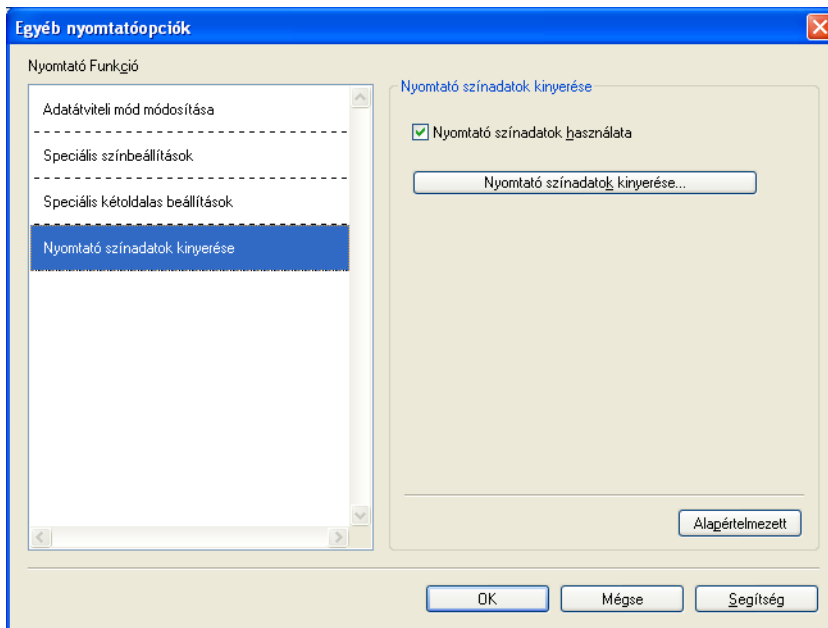 Egyéb nyomtatóopciók
Nyomtató Funkció
Adatátviteli mód módosítása
Speciális színbeállítások
Speciális kétoldalas beállítások
Nyomtató színadatok kinyerése
Nyomtató színadatok kinyerése
Nyomtató színadatok használata
Nyomtató színadatok kinyerése...
Alapértelmezett
OK
Mégse
Segítség